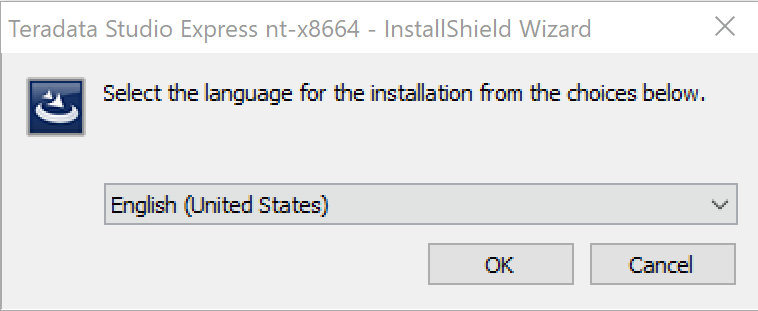 Teradata Studio Express nt-x8664 - InstallShield Wizard
Select the language for the installation from the choices below.
English (United States)
OK
Cancel